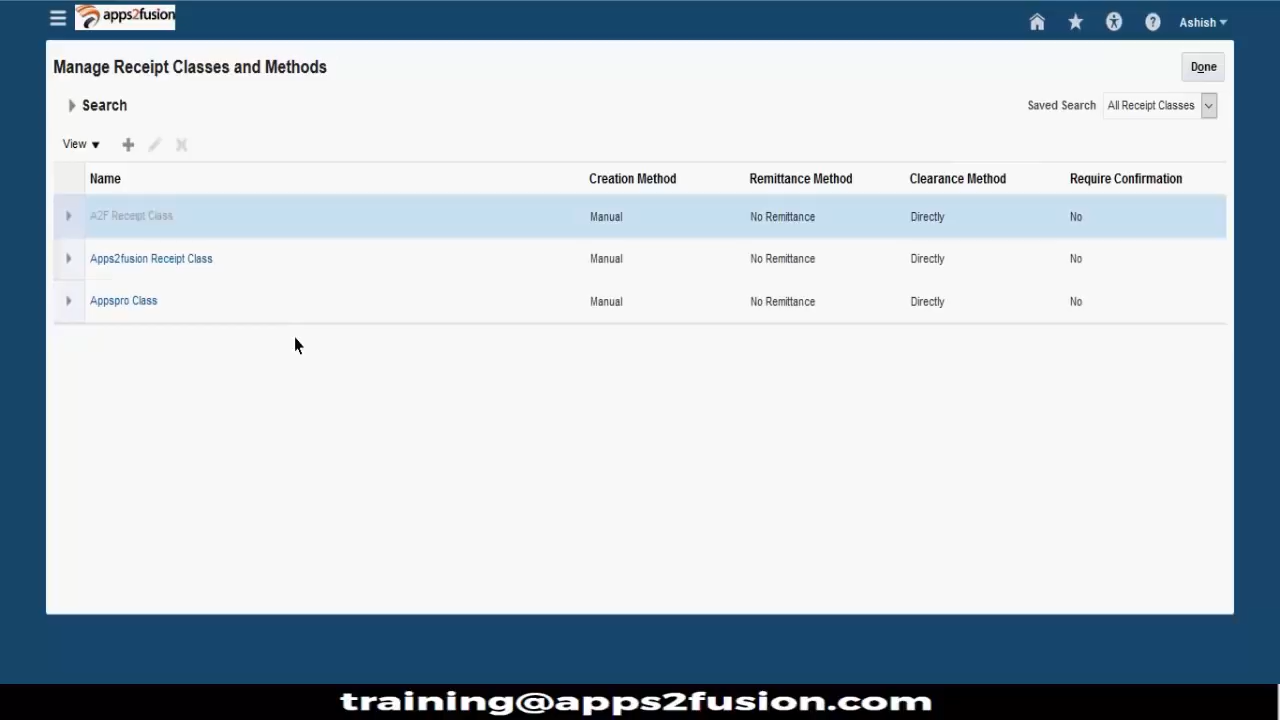 apps2fusion
Ashish
Manage Receipt Classes and Methods
Done
Search
Saved Search All Receipt Classes
View
Name Creation Method Remittance Method Clearance Method Require Confirmation
A2F Receipt Class Manual No Remittance Directly No
Apps2fusion Receipt Class Manual No Remittance Directly No
Appspro Class Manual No Remittance Directly No
training@apps2fusion.com